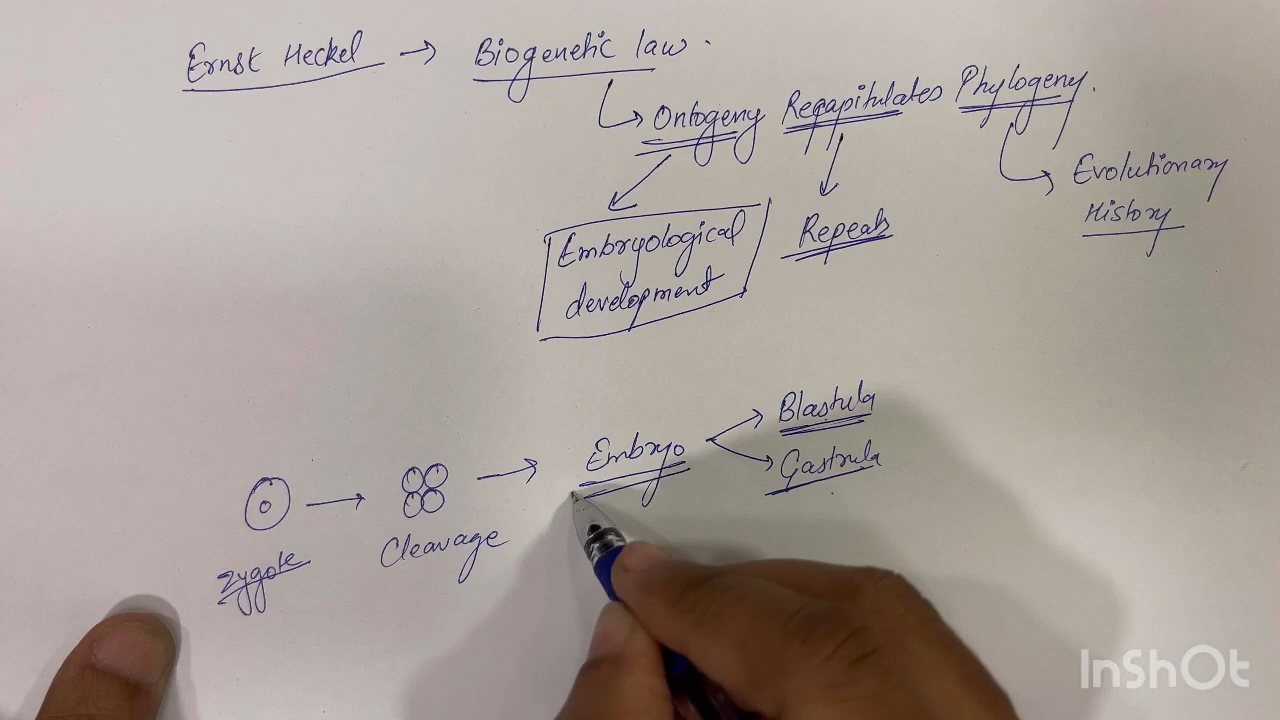 Ernst Heckel → Biogenetic law.
Ontogeny Recapitulates Phylogeny.
Embryological
development
Repeats
Evolutionary
History
Zygote
Cleavage
Embryo
Blastula
Gastrula
InShOt